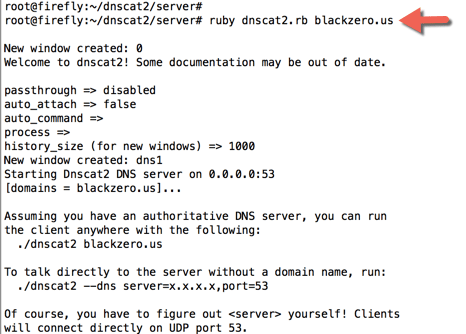 root@firefly:~/dnscat2/server#
root@firefly:~/dnscat2/server# ruby dnscat2.rb blackzero.us
New window created: 0
Welcome to dnscat2! Some documentation may be out of date.
passthrough => disabled
auto_attach => false
auto_command =>
process =>
history_size (for new windows) => 1000
New window created: dns1
Starting Dnscat2 DNS server on 0.0.0.0:53
[domains = blackzero.us]...
Assuming you have an authoritative DNS server, you can run
the client anywhere with the following:
./dnscat2 blackzero.us
To talk directly to the server without a domain name, run:
./dnscat2 --dns server=x.x.x.x,port=53
Of course, you have to figure out <server> yourself! Clients
will connect directly on UDP port 53.